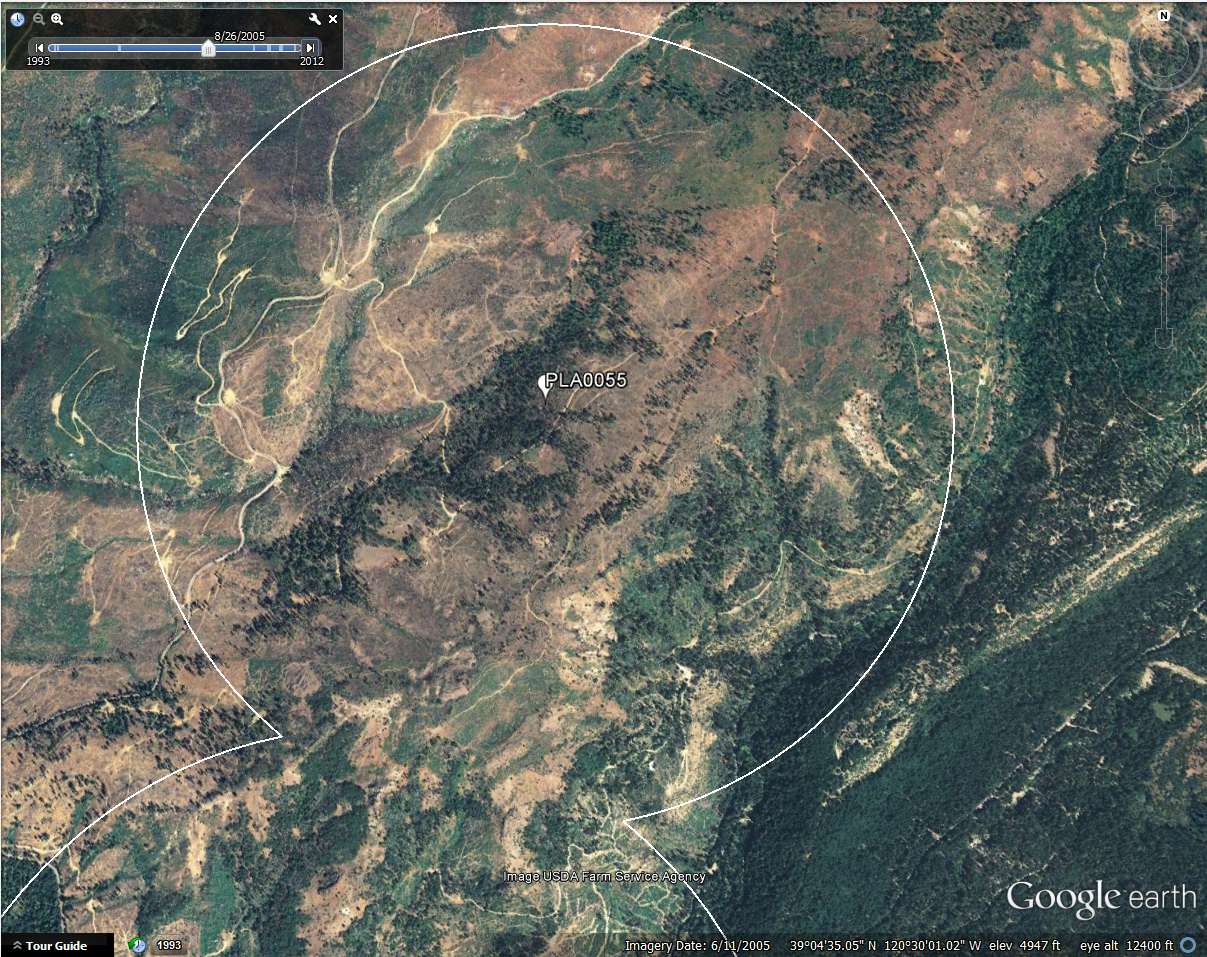 8/26/2005
1993
2012
N
PLA0055
Image USDA Farm Service Agency
Google earth
Tour Guide
1993
Imagery Date: 6/11/2005 39°04'35.05" N 120°30'01.02" W elev 4947 ft eye alt 12400 ft